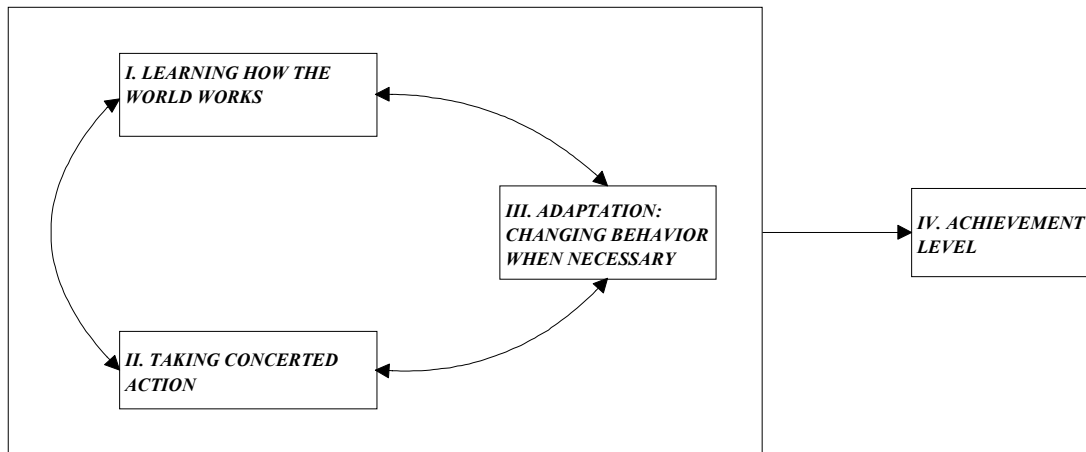 I. LEARNING HOW THE
WORLD WORKS
III. ADAPTATION:
CHANGING BEHAVIOR
WHEN NECESSARY
IV. ACHIEVEMENT
LEVEL
II. TAKING CONCERTED
ACTION